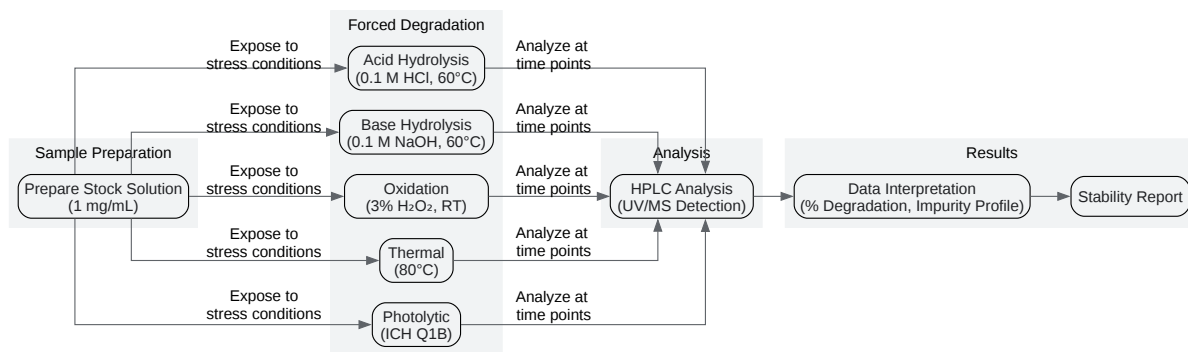 Forced Degradation
Expose to
stress conditions
Acid Hydrolysis
(0.1 M HCl, 60°C)
Analyze at
time points
Expose to
stress conditions
Base Hydrolysis
(0.1 M NaOH, 60°C)
Analyze at
time points
Sample Preparation
Prepare Stock Solution
(1 mg/mL)
Expose to
stress conditions
Oxidation
(3% H₂O₂, RT)
Analyze at
time points
Analysis
HPLC Analysis
(UV/MS Detection)
Results
Data Interpretation
(% Degradation, Impurity Profile)
Stability Report
Expose to
stress conditions
Thermal
(80°C)
Analyze at
time points
Expose to
stress conditions
Photolytic
(ICH Q1B)
Analyze at
time points